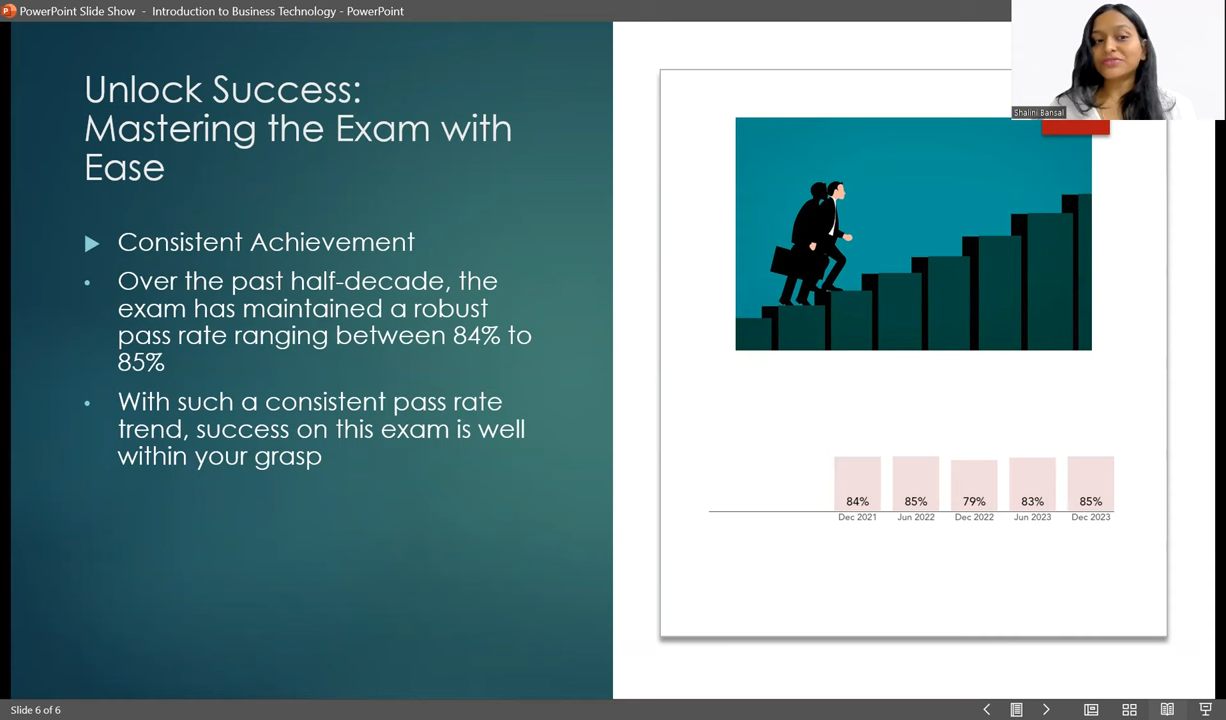 PowerPoint Slide Show - Introduction to Business Technology - PowerPoint
Shalini Bansal
Unlock Success:
Mastering the Exam with
Ease
Consistent Achievement
• Over the past half-decade, the
exam has maintained a robust
pass rate ranging between 84% to
85%
• With such a consistent pass rate
trend, success on this exam is well
within your grasp
84% 85% 79% 83% 85%
Dec 2021 Jun 2022 Dec 2022 Jun 2023 Dec 2023
Slide 6 of 6